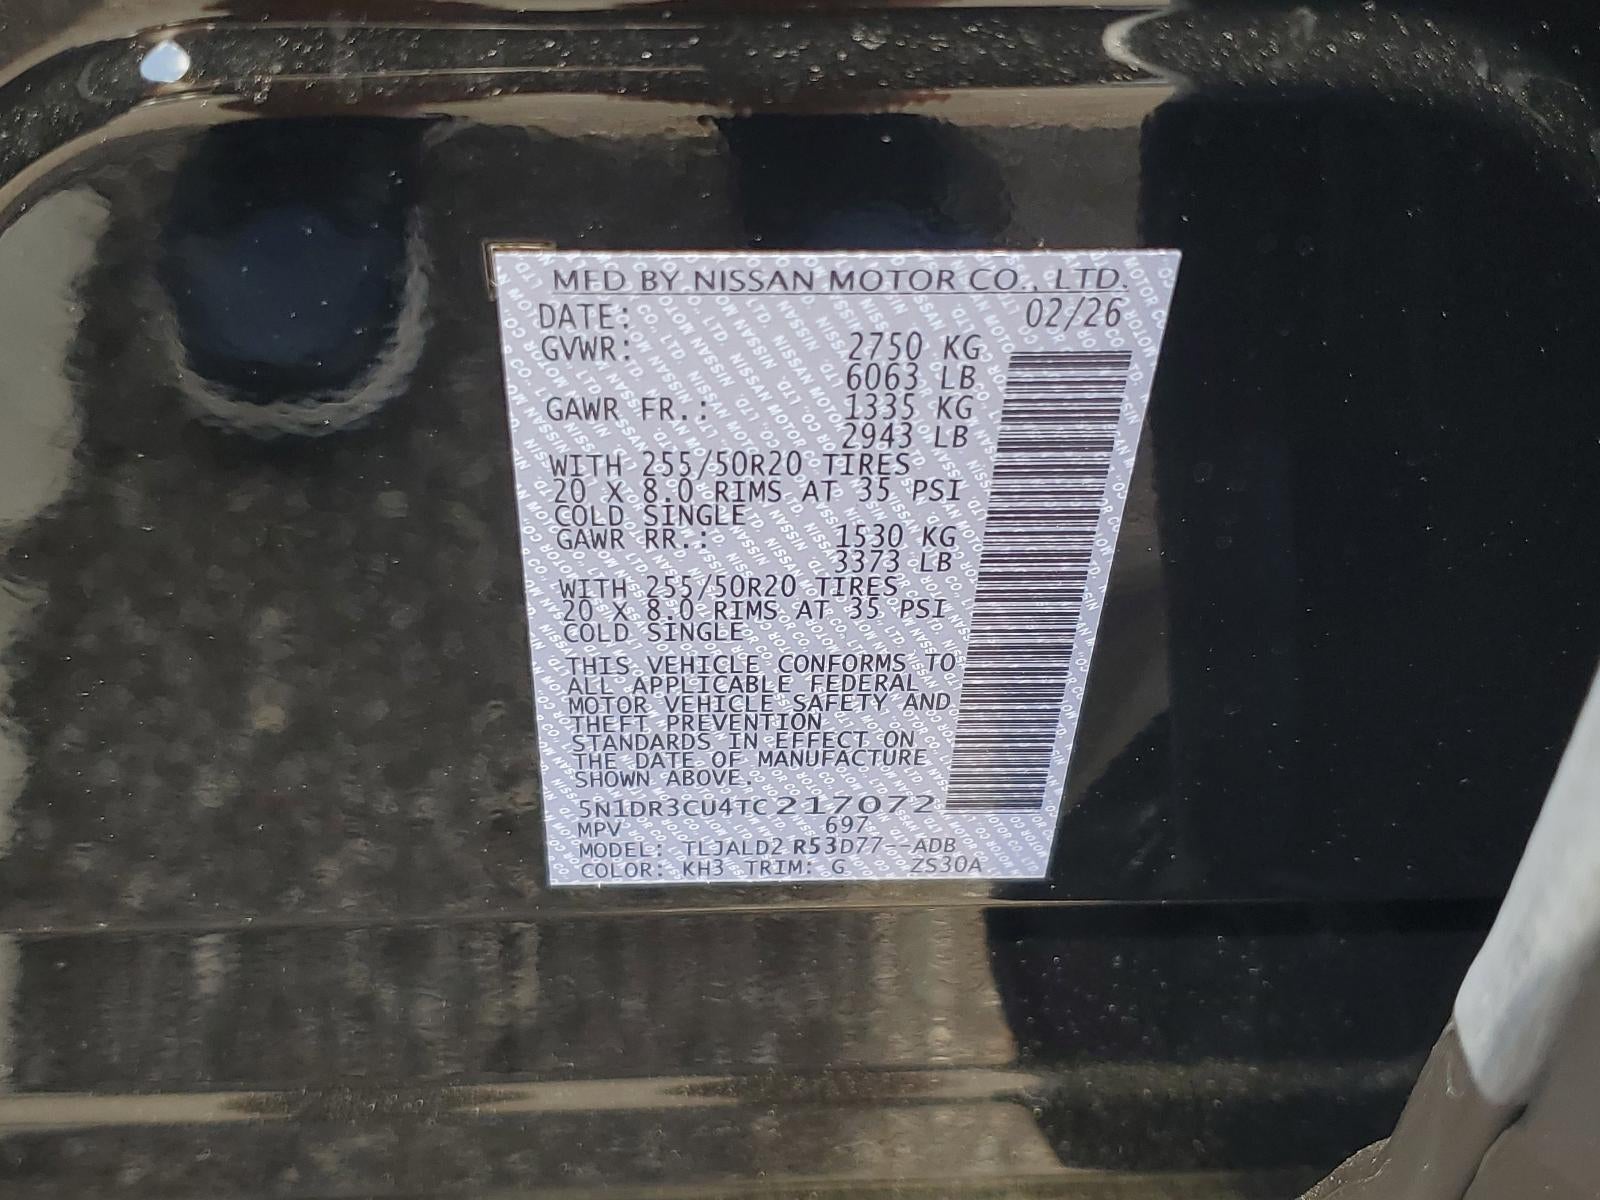 MFD BY NISSAN MOTOR CO., LTD.
DATE: 02/26
GVWR: 2750 KG
6063 LB
GAWR FR.: 1335 KG
2943 LB
WITH 255/50R20 TIRES
20 X 8.0 RIMS AT 35 PSI
COLD SINGLE
GAWR RR.: 1530 KG
3373 LB
WITH 255/50R20 TIRES
20 X 8.0 RIMS AT 35 PSI
COLD SINGLE
THIS VEHICLE CONFORMS TO
ALL APPLICABLE FEDERAL
MOTOR VEHICLE SAFETY AND
THEFT PREVENTION
STANDARDS IN EFFECT ON
THE DATE OF MANUFACTURE
SHOWN ABOVE.
5N1DR3CU4TC217072
MPV 697
MODEL: TLJALD2 R53D77--ADB
COLOR: KH3 TRIM: G ZS30A